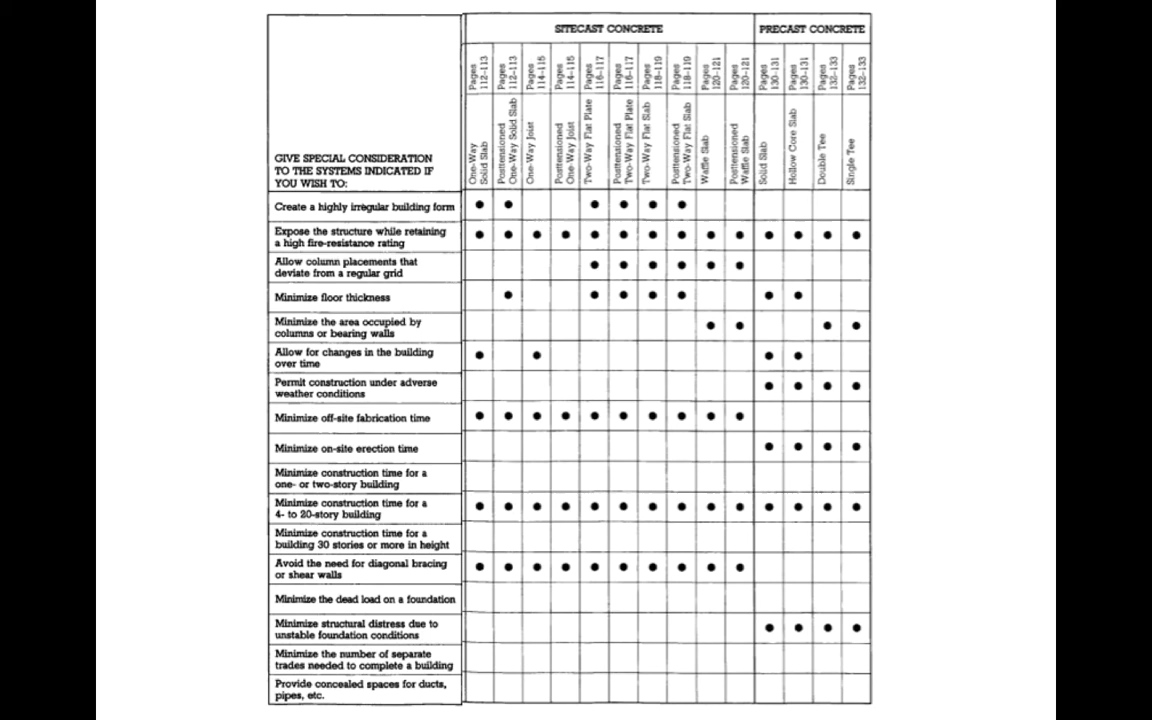 SITECAST CONCRETE
PRECAST CONCRETE
Pages
112–113
Pages
112–113
Pages
114–115
Pages
114–115
Pages
116–117
Pages
116–117
Pages
118–119
Pages
118–119
Pages
120–121
Pages
120–121
Pages
130–131
Pages
130–131
Pages
132–133
Pages
132–133
GIVE SPECIAL CONSIDERATION
TO THE SYSTEMS INDICATED IF
YOU WISH TO:
One-Way
Solid Slab
Posttensioned
One-Way Solid Slab
One-Way Joist
Posttensioned
One-Way Joist
Two-Way Flat Plate
Posttensioned
Two-Way Flat Plate
Two-Way Flat Slab
Posttensioned
Two-Way Flat Slab
Waffle Slab
Posttensioned
Waffle Slab
Solid Slab
Hollow Core Slab
Double Tee
Single Tee
Create a highly irregular building form
Expose the structure while retaining
a high fire-resistance rating
Allow column placements that
deviate from a regular grid
Minimize floor thickness
Minimize the area occupied by
columns or bearing walls
Allow for changes in the building
over time
Permit construction under adverse
weather conditions
Minimize off-site fabrication time
Minimize on-site erection time
Minimize construction time for a
one- or two-story building
Minimize construction time for a
4- to 20-story building
Minimize construction time for a
building 30 stories or more in height
Avoid the need for diagonal bracing
or shear walls
Minimize the dead load on a foundation
Minimize structural distress due to
unstable foundation conditions
Minimize the number of separate
trades needed to complete a building
Provide concealed spaces for ducts,
pipes, etc.